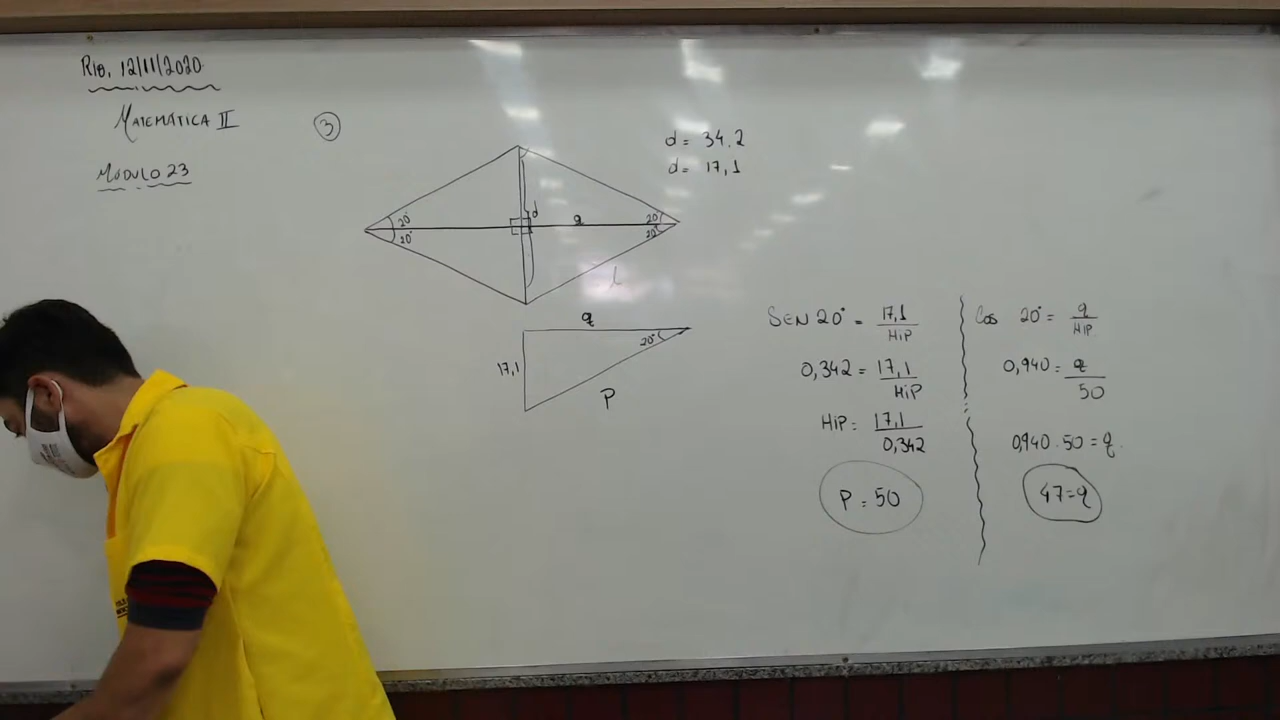 Rib, 12/11/2020
Matemática II
Módulo 23
3
d = 34,2
d = 17,1
20°
20°
d
q
20°
20°
l
q
17,1
20°
P
SEN 20° = 17,1 / HiP
0,342 = 17,1 / HiP
HiP = 17,1 / 0,342
P = 50
Cos 20° = q / HiP
0,940 = q / 50
0,940 . 50 = q
47 = q